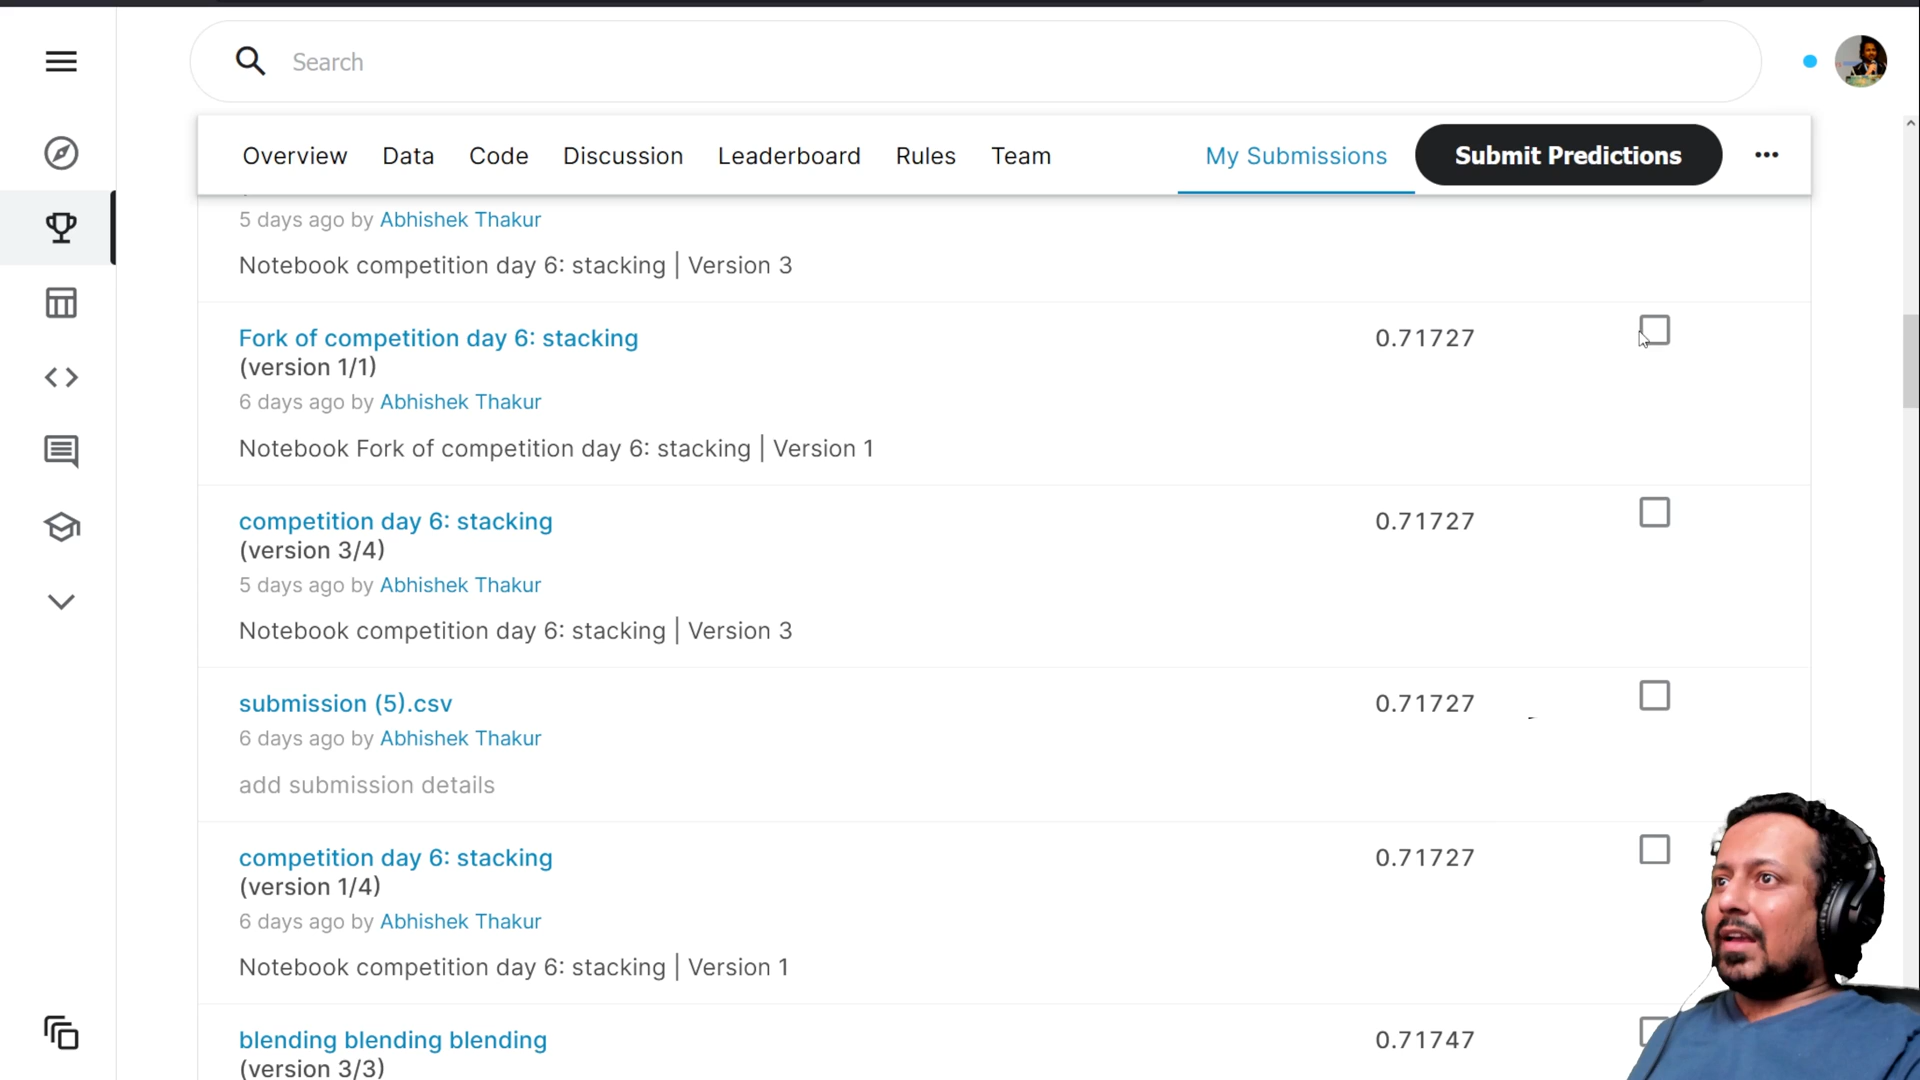 Search
Overview Data Code Discussion Leaderboard Rules Team My Submissions Submit Predictions
5 days ago by Abhishek Thakur
Notebook competition day 6: stacking | Version 3
Fork of competition day 6: stacking 0.71727
(version 1/1)
6 days ago by Abhishek Thakur
Notebook Fork of competition day 6: stacking | Version 1
competition day 6: stacking 0.71727
(version 3/4)
5 days ago by Abhishek Thakur
Notebook competition day 6: stacking | Version 3
submission (5).csv 0.71727
6 days ago by Abhishek Thakur
add submission details
competition day 6: stacking 0.71727
(version 1/4)
6 days ago by Abhishek Thakur
Notebook competition day 6: stacking | Version 1
blending blending blending 0.71747
(version 3/3)